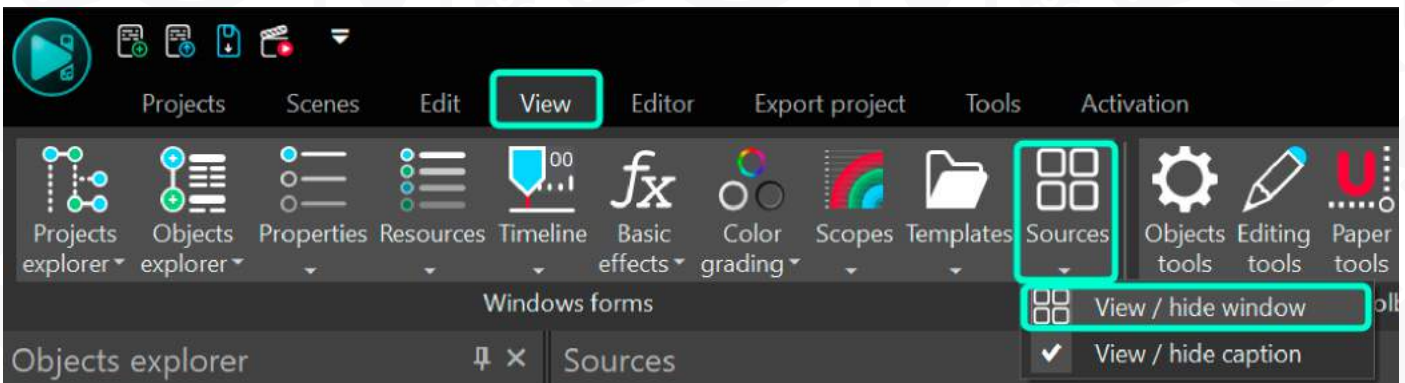 Projects Scenes Edit View Editor Export project Tools Activation
00
Projects explorer
Objects explorer
Properties
Resources
Timeline
fx
Basic effects
Color grading
Scopes
Templates
Sources
Objects tools
Editing tools
Paper tools
Windows forms
View / hide window
View / hide caption
Objects explorer
Sources